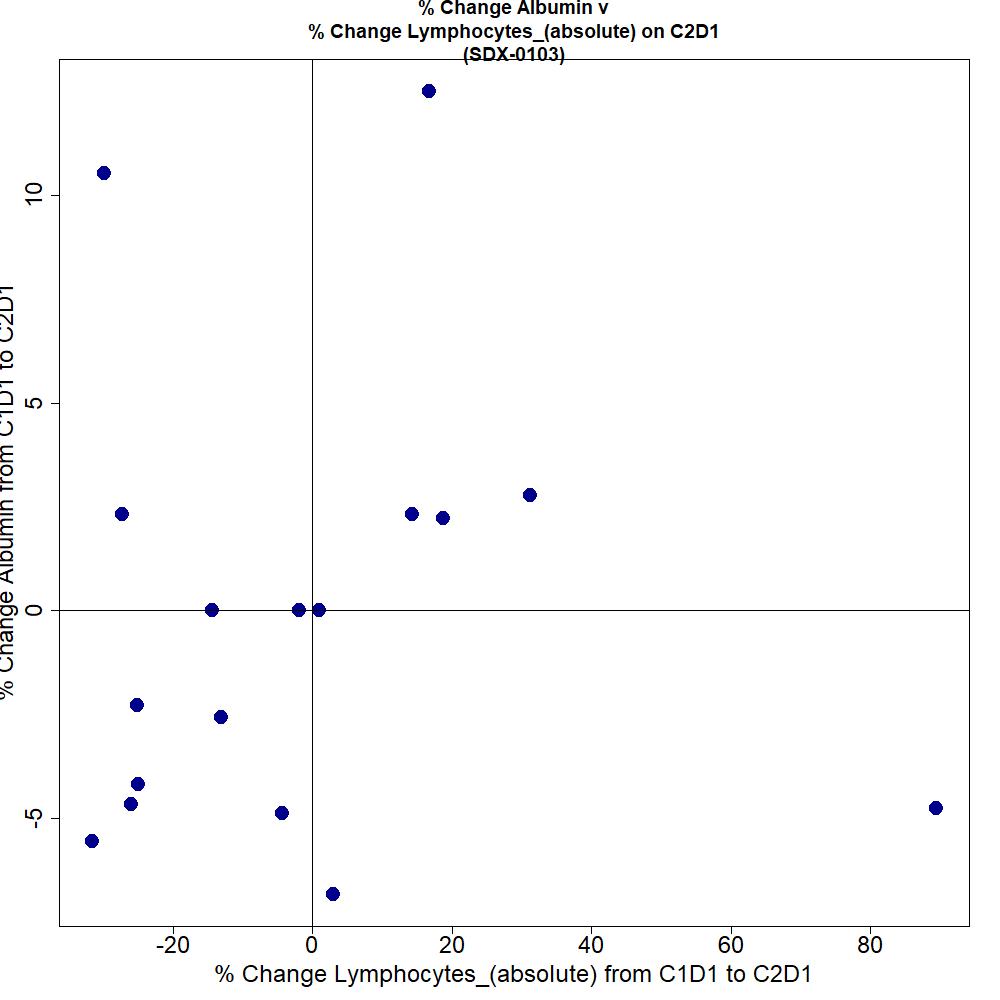 % Change Albumin v
% Change Lymphocytes_(absolute) on C2D1
(SDX-0103)
% Change Albumin from C1D1 to C2D1
10
5
0
-5
-20
0
20
40
60
80
% Change Lymphocytes_(absolute) from C1D1 to C2D1